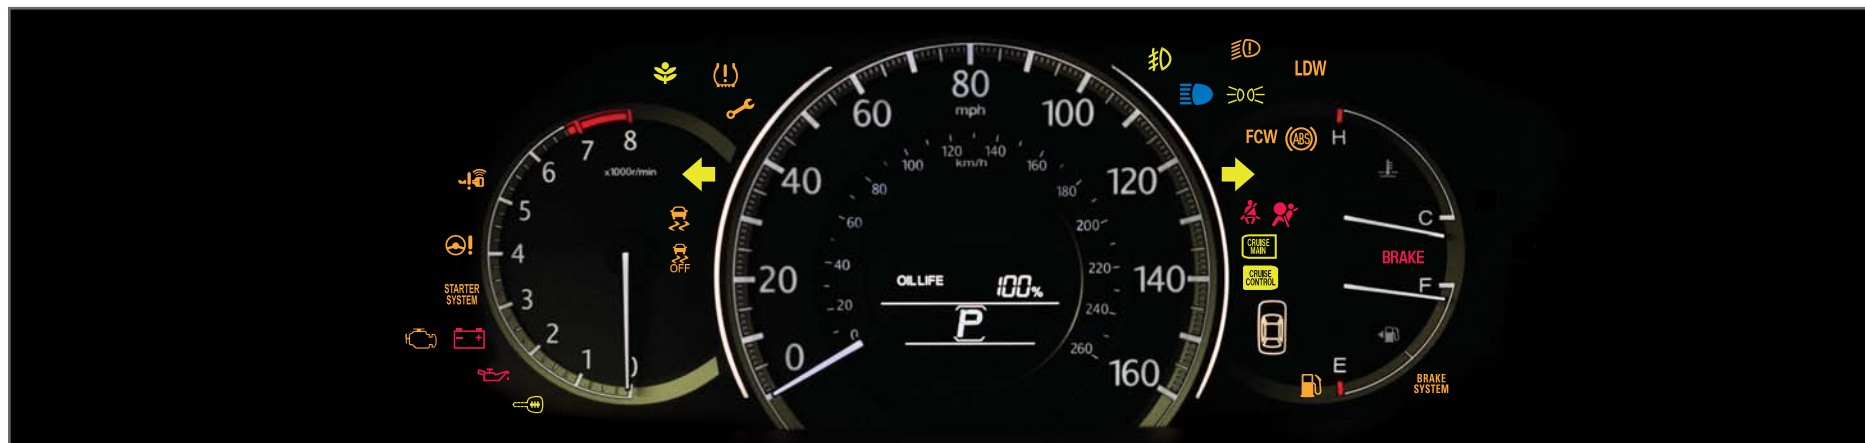 8
7
6
5
4
3
2
1
0
x1000r/min
OFF
STARTER
SYSTEM
0
20
40
60
80
100
120
140
160
mph
0
20
40
60
80
100
120
140
160
180
200
220
240
260
km/h
OIL LIFE 100%
P
LDW
FCW
ABS
H
C
CRUISE
MAIN
CRUISE
CONTROL
BRAKE
F
E
BRAKE
SYSTEM